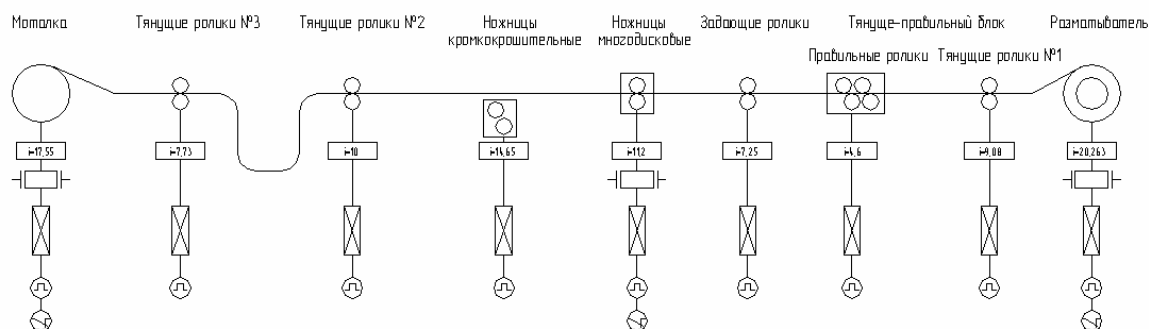 Моталка
Тянущие ролики №3
Тянущие ролики №2
Ножницы
кромкокрошительные
Ножницы
многодисковые
Задающие ролики
Тянуще-правильный блок
Разматыватель
Правильные ролики
Тянущие ролики №1
i=17,55
i=7,73
i=10
i=14,65
i=11,2
i=7,25
i=4,6
i=9,08
i=20,263